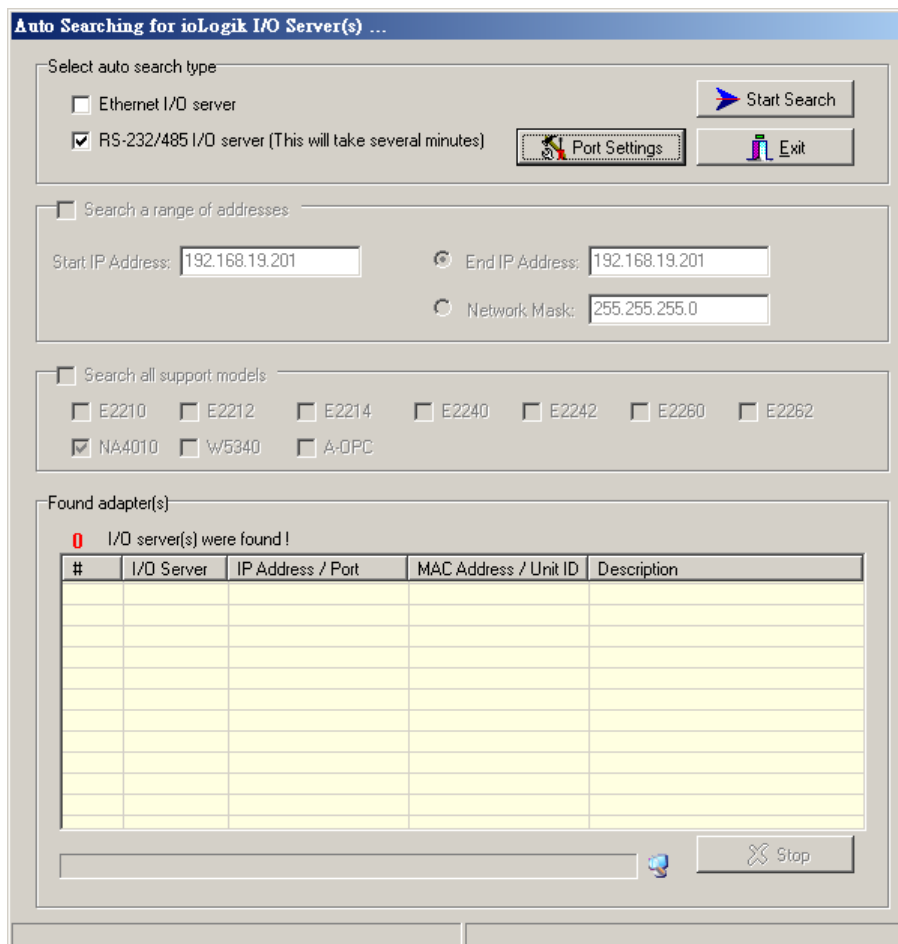 Auto Searching for ioLogik I/O Server(s) ...
Select auto search type
Ethernet I/O server
Start Search
RS-232/485 I/O server (This will take several minutes)
Port Settings
Exit
Search a range of addresses
Start IP Address: 192.168.19.201
End IP Address: 192.168.19.201
Network Mask: 255.255.255.0
Search all support models
E2210 E2212 E2214 E2240 E2242 E2260 E2262
NA4010 W5340 A-OPC
Found adapter(s)
0 I/O server(s) were found !
# I/O Server IP Address / Port MAC Address / Unit ID Description
Stop